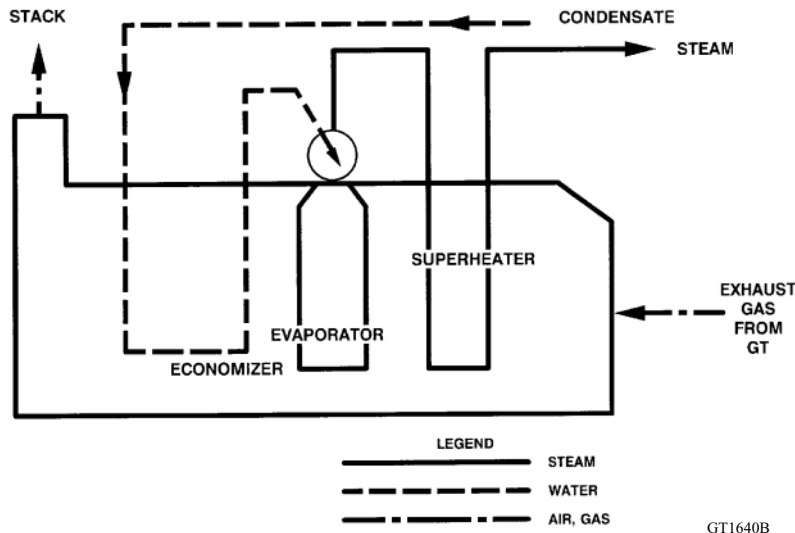 STACK
CONDENSATE
STEAM
SUPERHEATER
EXHAUST
GAS
FROM
GT
EVAPORATOR
ECONOMIZER
LEGEND
STEAM
WATER
AIR, GAS
GT1640B